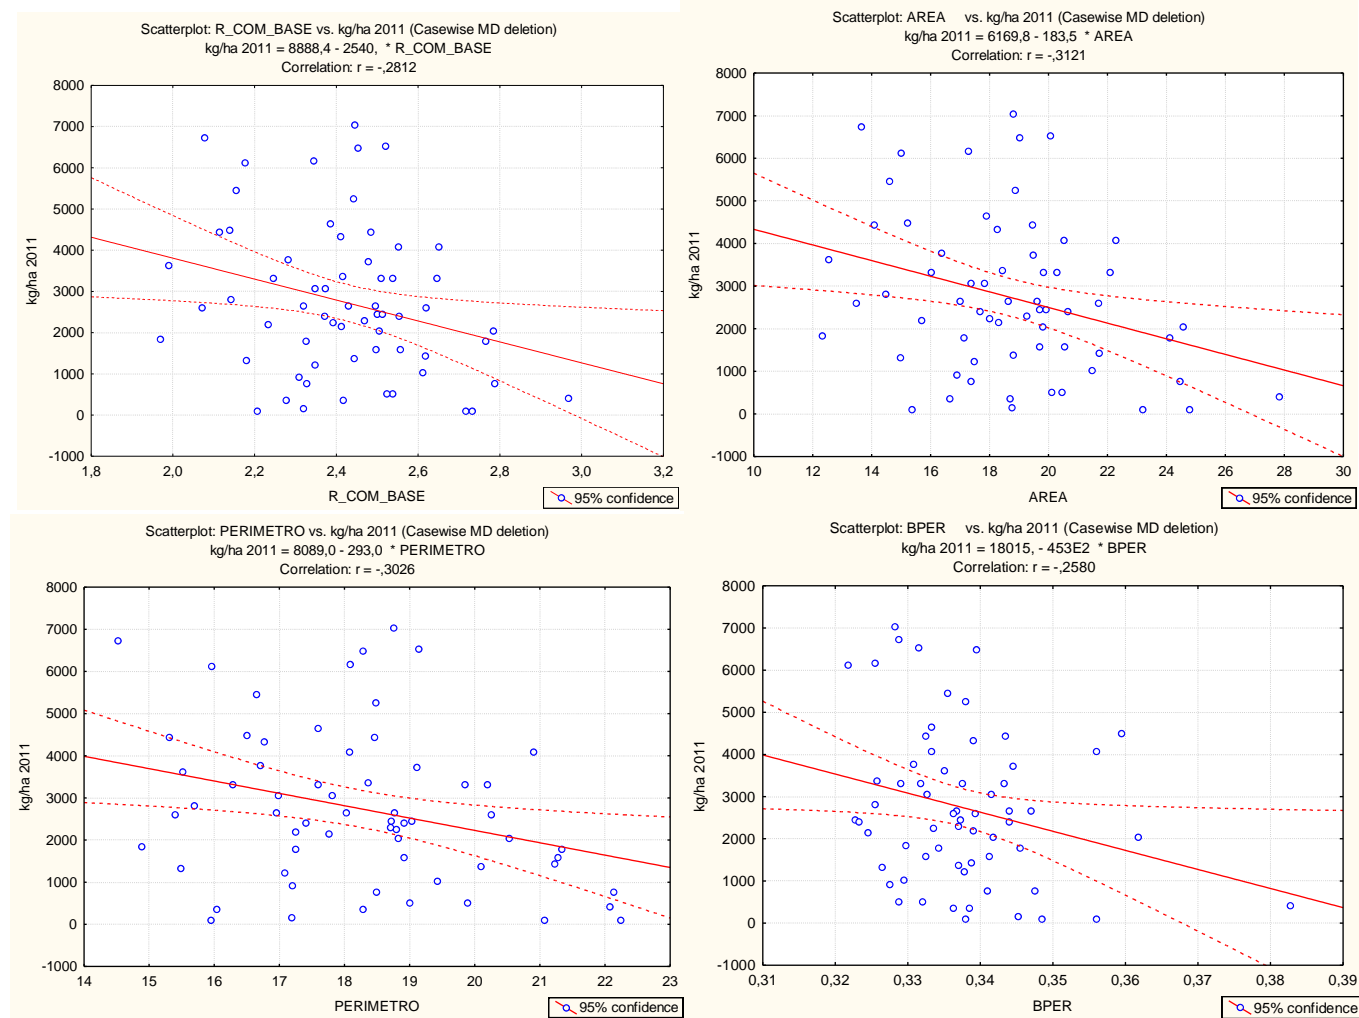 Scatterplot: R_COM_BASE vs. kg/ha 2011 (Casewise MD deletion)
kg/ha 2011 = 8888,4 - 2540, * R_COM_BASE
Correlation: r = -,2812
8000
7000
6000
5000
4000
3000
2000
1000
0
-1000
kg/ha 2011
1,8 2,0 2,2 2,4 2,6 2,8 3,0 3,2
R_COM_BASE
95% confidence
Scatterplot: AREA vs. kg/ha 2011 (Casewise MD deletion)
kg/ha 2011 = 6169,8 - 183,5 * AREA
Correlation: r = -,3121
8000
7000
6000
5000
4000
3000
2000
1000
0
-1000
kg/ha 2011
10 12 14 16 18 20 22 24 26 28 30
AREA
95% confidence
Scatterplot: PERIMETRO vs. kg/ha 2011 (Casewise MD deletion)
kg/ha 2011 = 8089,0 - 293,0 * PERIMETRO
Correlation: r = -,3026
8000
7000
6000
5000
4000
3000
2000
1000
0
-1000
kg/ha 2011
14 15 16 17 18 19 20 21 22 23
PERIMETRO
95% confidence
Scatterplot: BPER vs. kg/ha 2011 (Casewise MD deletion)
kg/ha 2011 = 18015, - 453E2 * BPER
Correlation: r = -,2580
8000
7000
6000
5000
4000
3000
2000
1000
0
-1000
kg/ha 2011
0,31 0,32 0,33 0,34 0,35 0,36 0,37 0,38 0,39
BPER
95% confidence